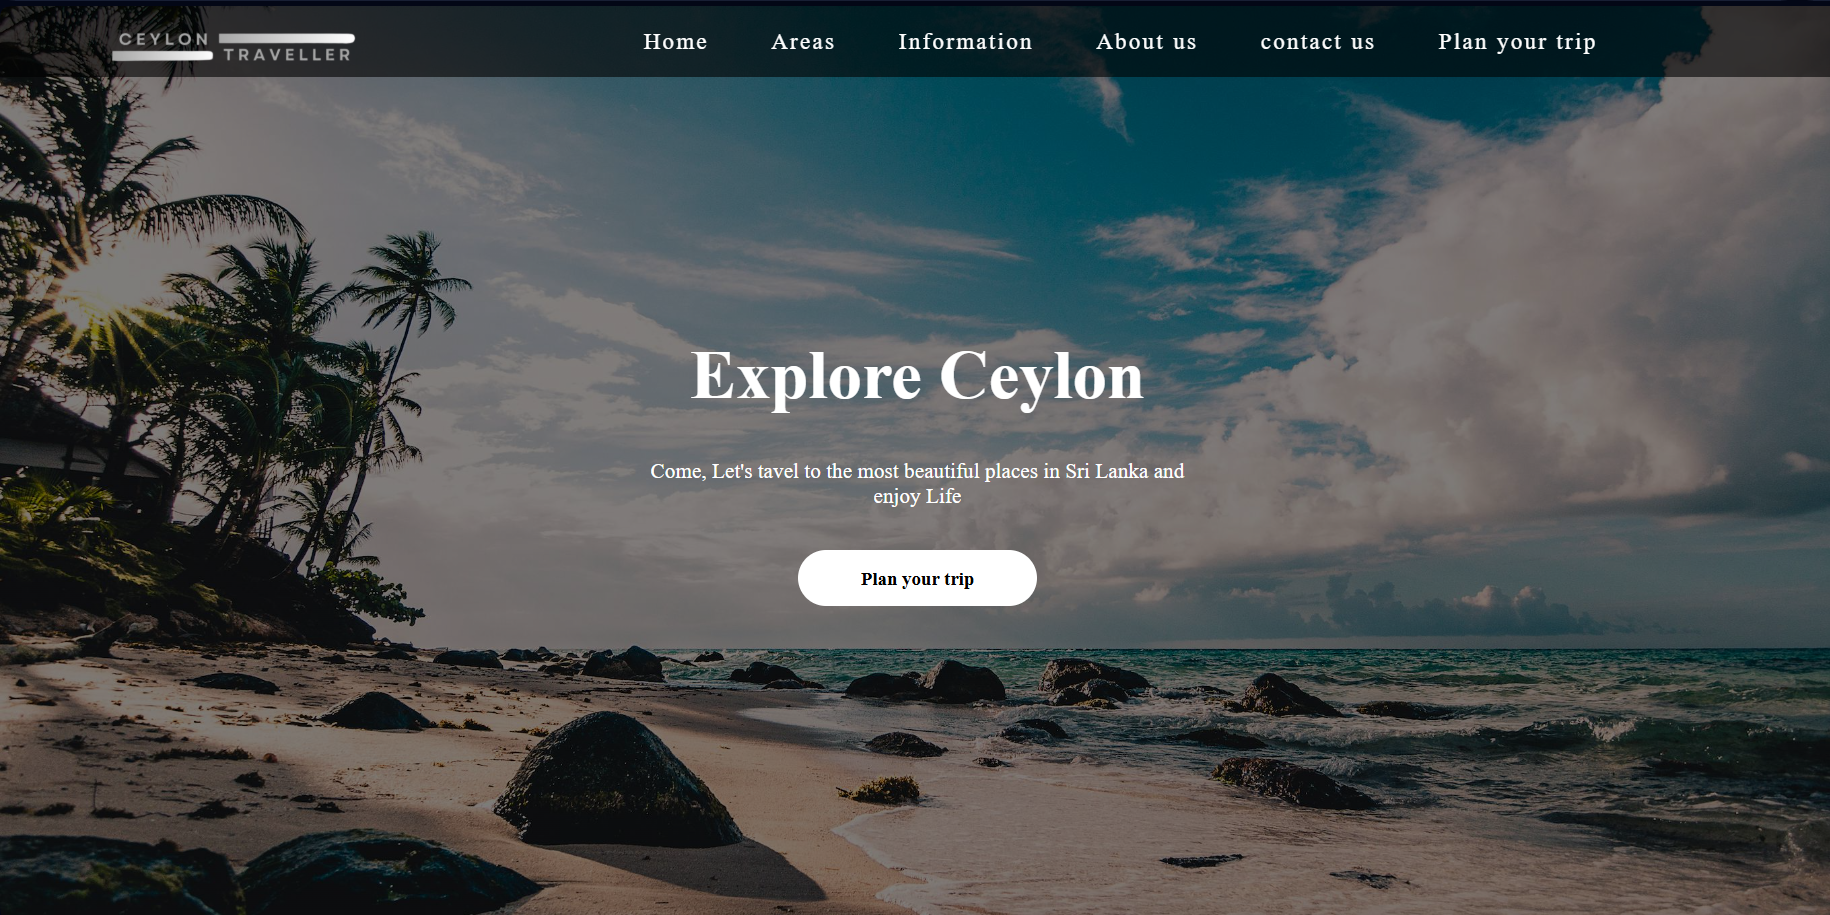 CEYLON
TRAVELLER
Home Areas Information About us contact us Plan your trip
Explore Ceylon
Come, Let's tavel to the most beautiful places in Sri Lanka and
enjoy Life
Plan your trip